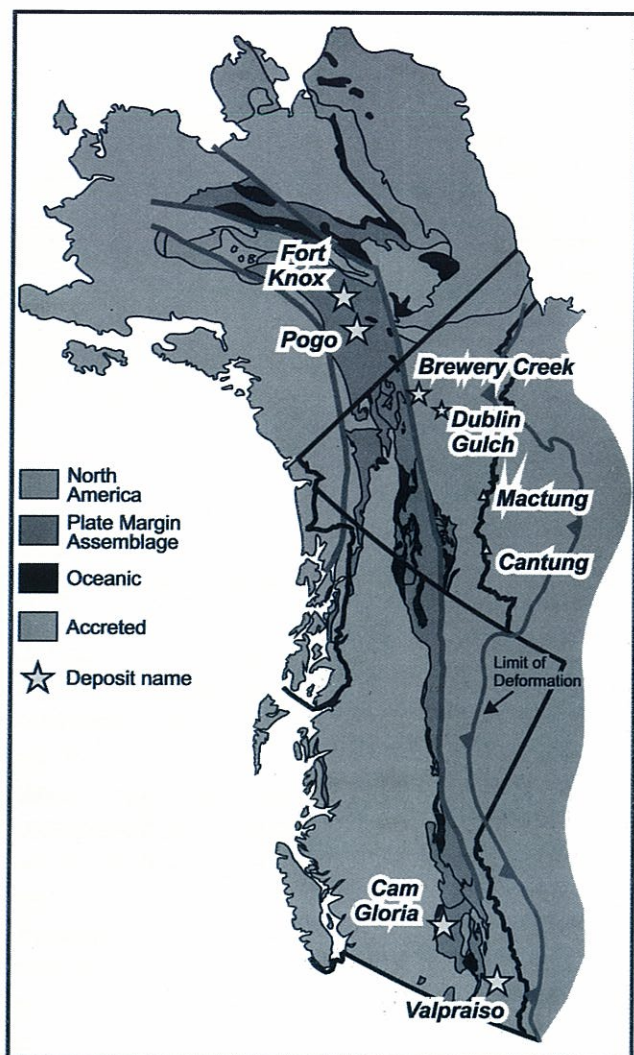 Fort
Knox
Pogo
Brewery Creek
Dublin
Gulch
Mactung
Cantung
North
America
Plate Margin
Assemblage
Oceanic
Accreted
Deposit name
Limit of
Deformation
Cam
Gloria
Valpraiso